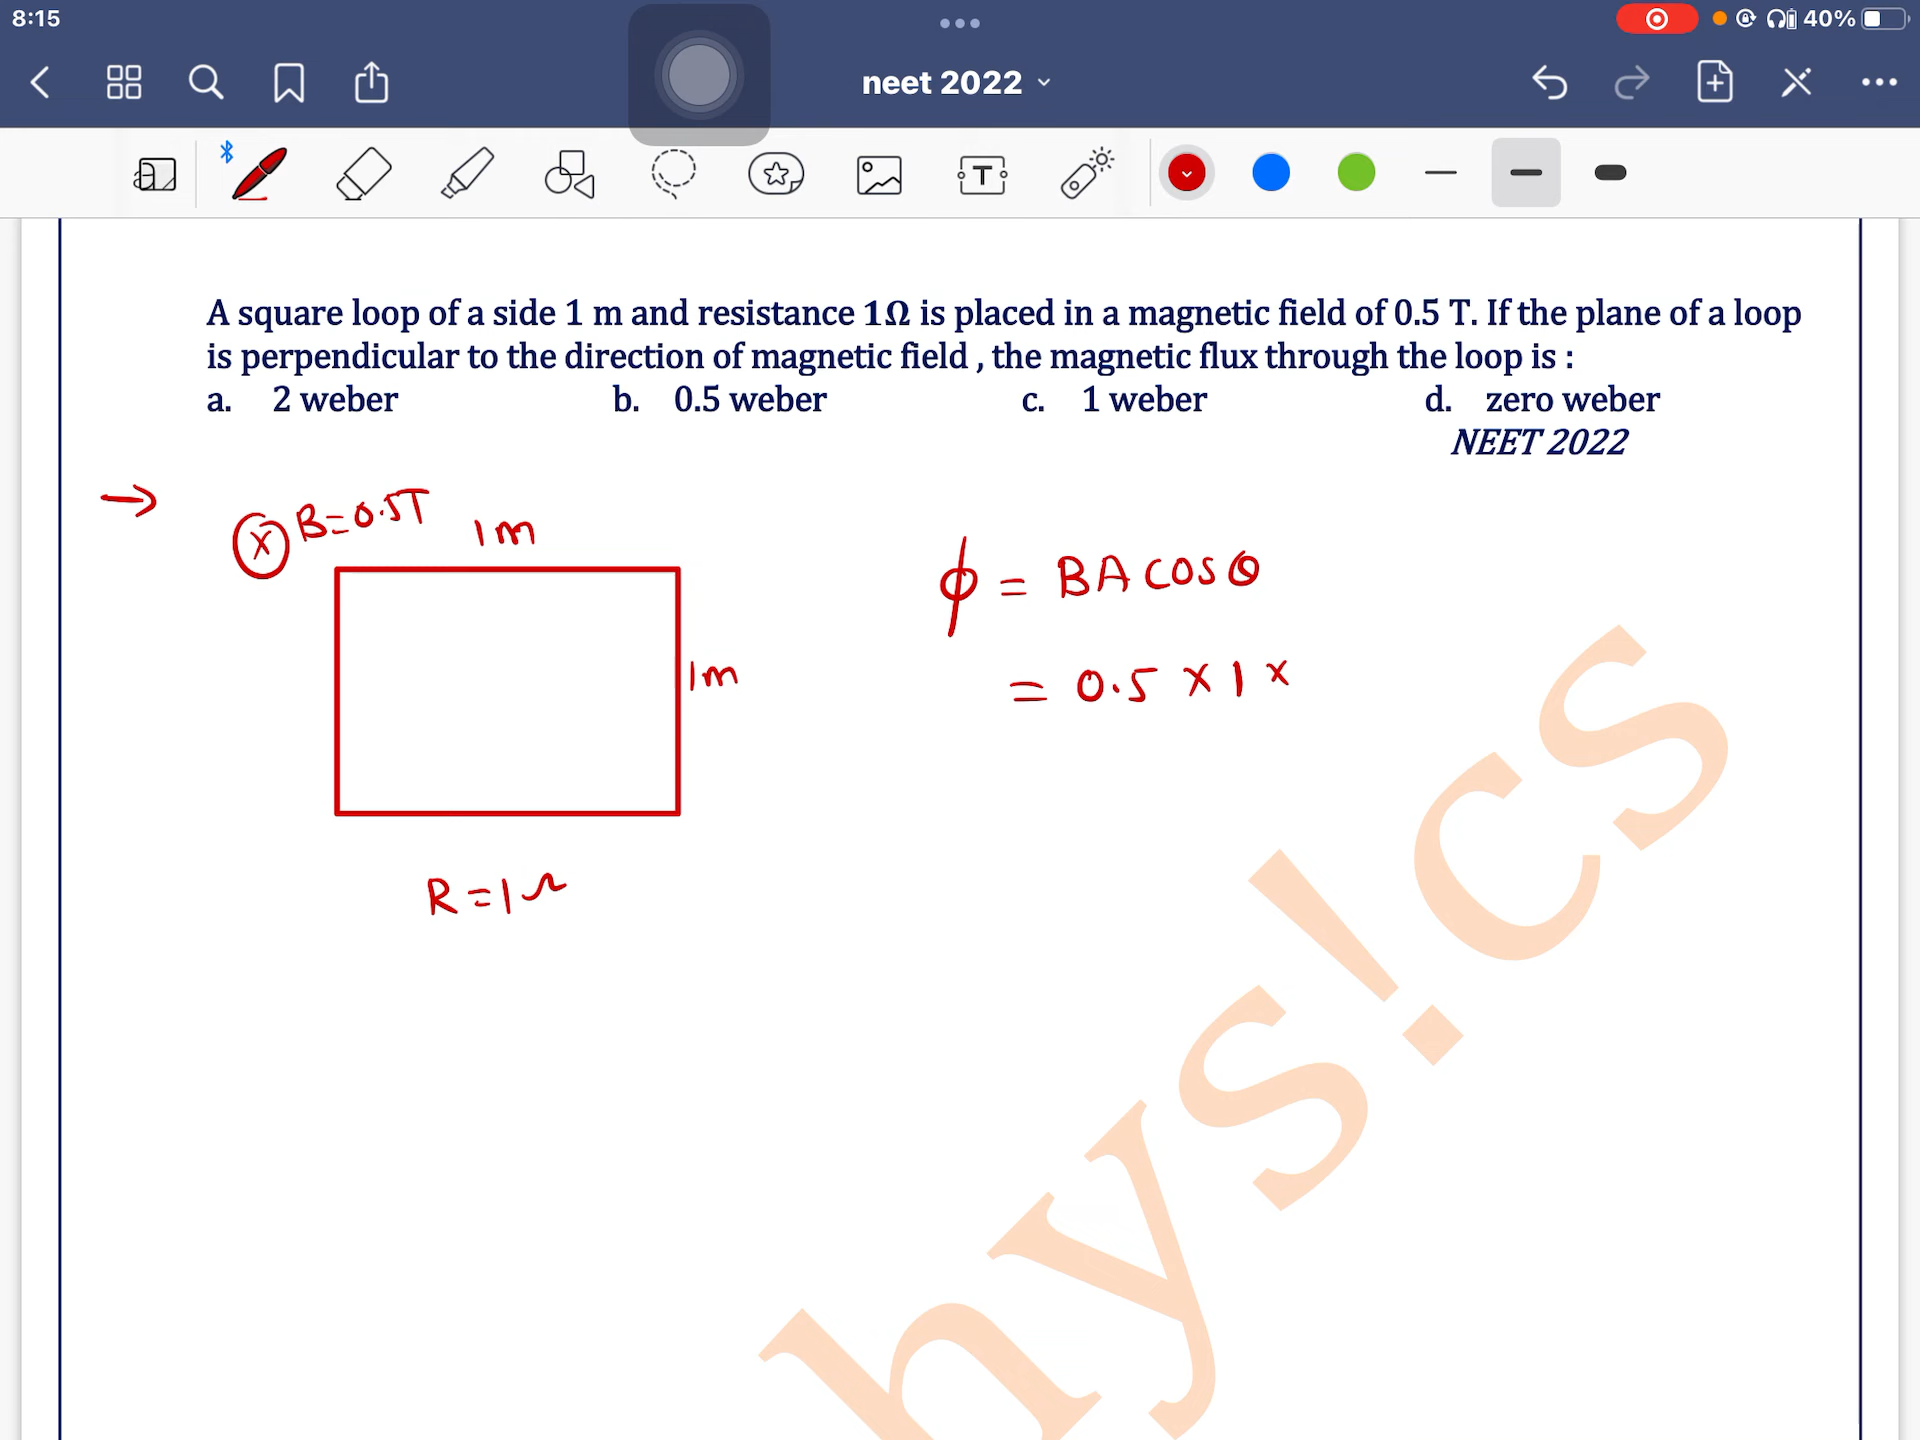 8:15
40%
neet 2022
A square loop of a side 1 m and resistance 1Ω is placed in a magnetic field of 0.5 T. If the plane of a loop
is perpendicular to the direction of magnetic field , the magnetic flux through the loop is :
a. 2 weber b. 0.5 weber c. 1 weber d. zero weber
NEET 2022
→
ⓧ B=0.5T
1m
1m
R=1Ω
ϕ = BA cosθ
= 0.5 × 1 ×
hys!cs